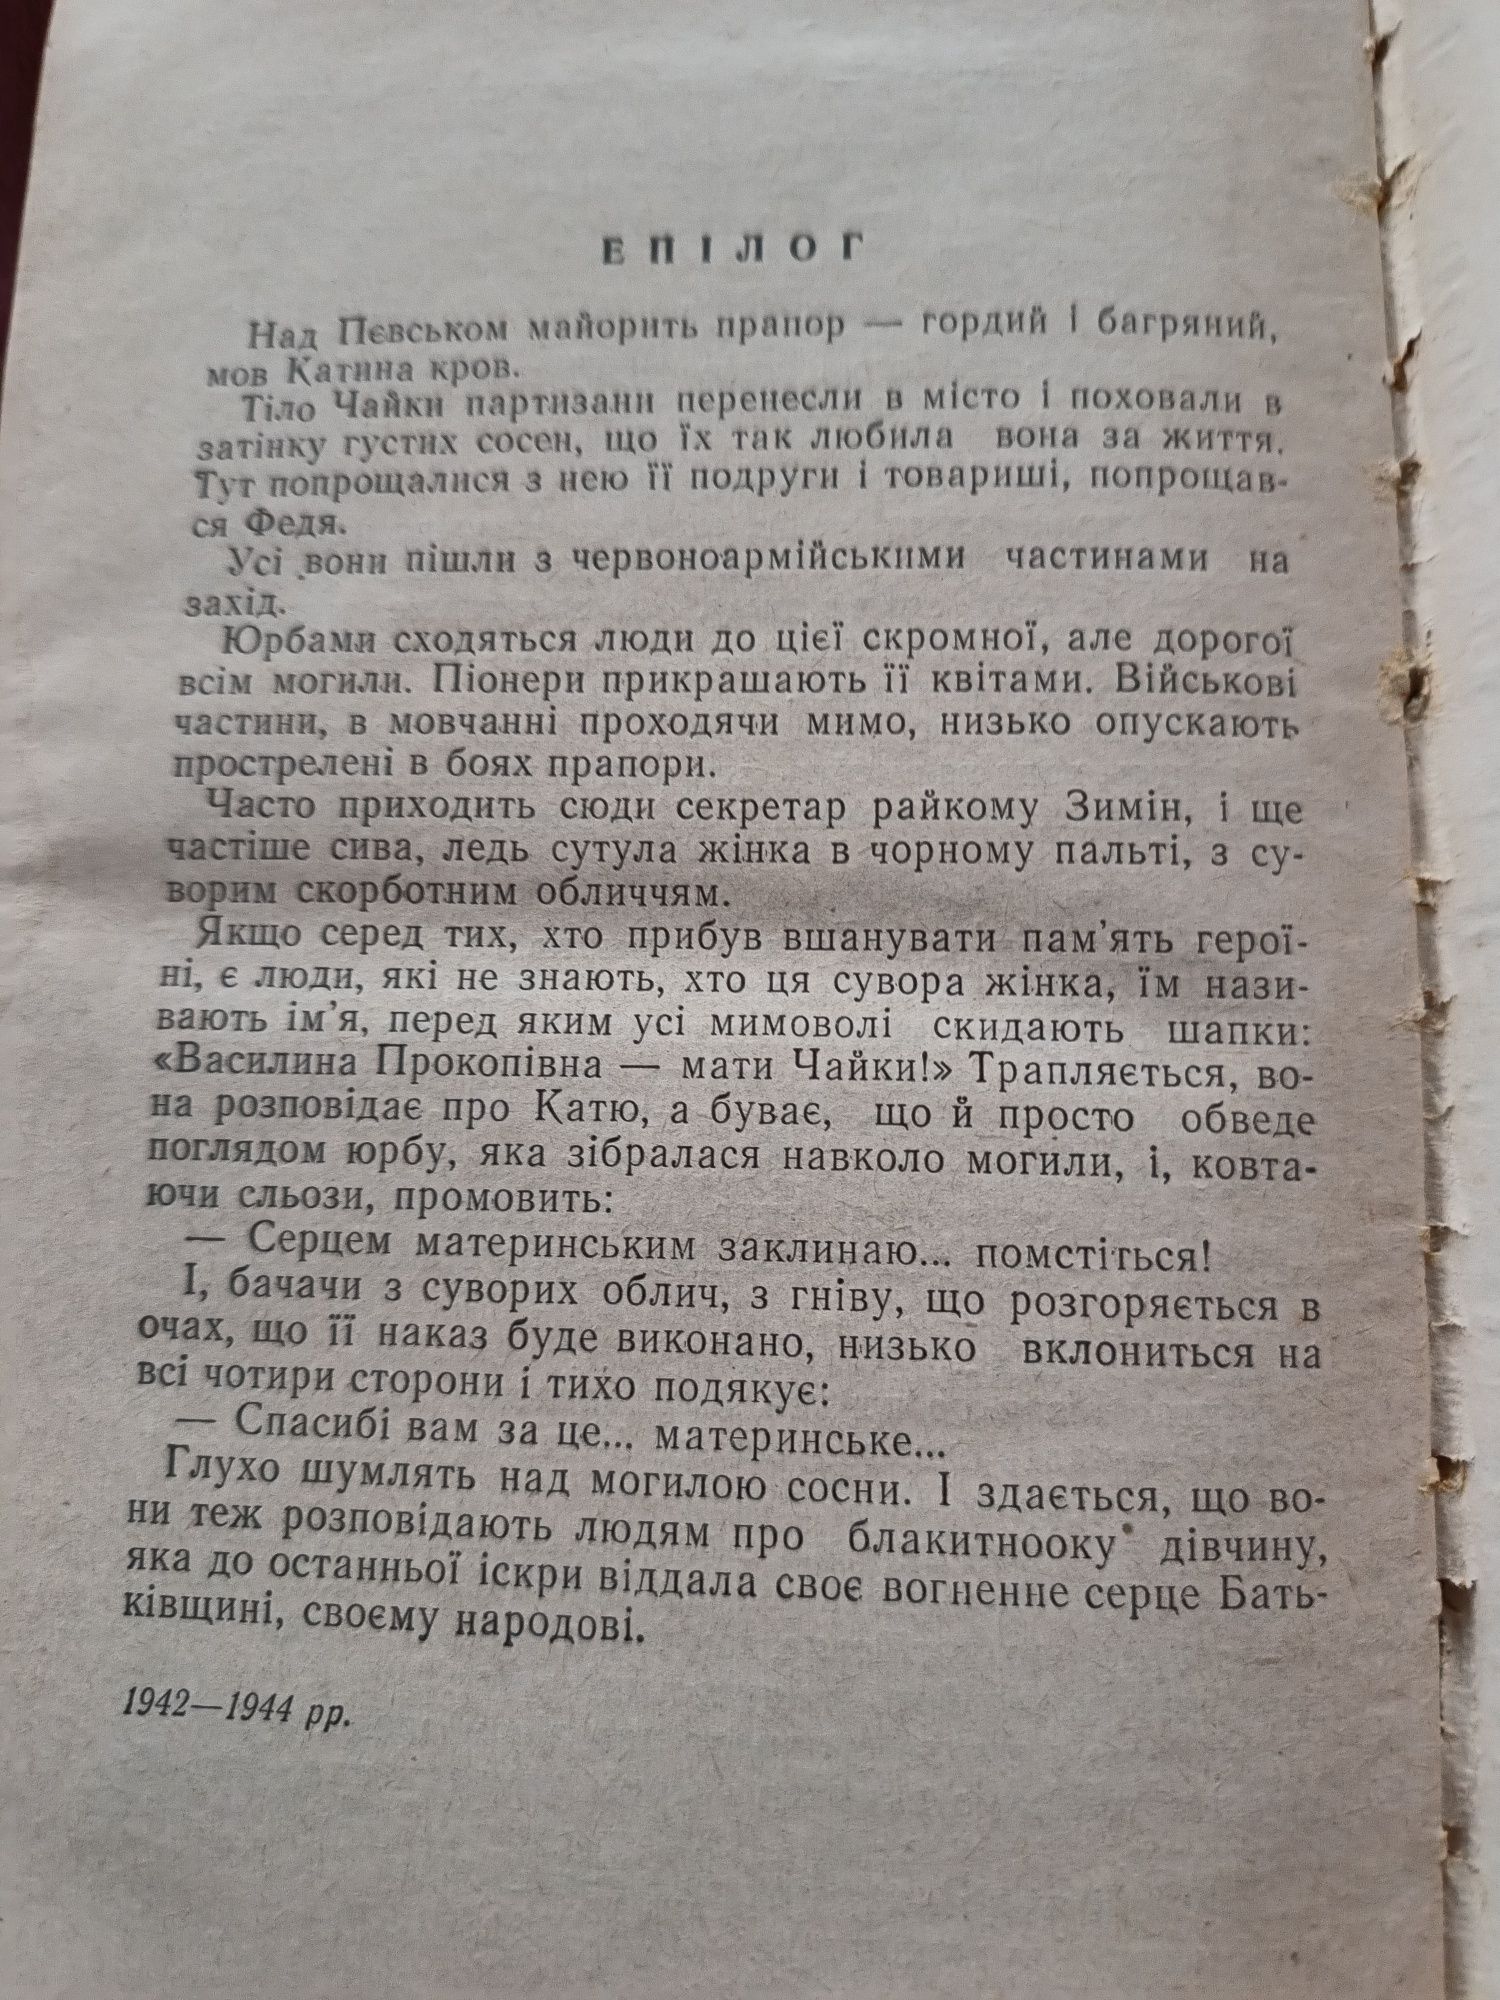 ЕПІЛОГ
Над Пєвськом майорить прапор — гордий і багряний,
мов Катина кров.
Тіло Чайки партизани перенесли в місто і поховали в
затінку густих сосен, що їх так любила вона за життя.
Тут попрощалися з нею її подруги і товариші, попрощав-
ся Федя.
Усі вони пішли з червоноармійськими частинами на
захід.
Юрбами сходяться люди до цієї скромної, але дорогої
всім могили. Піонери прикрашають її квітами. Військові
частини, в мовчанні проходячи мимо, низько опускають
прострелені в боях прапори.
Часто приходить сюди секретар райкому Зимін, і ще
частіше сива, ледь сутула жінка в чорному пальті, з су-
ворим скорботним обличчям.
Якщо серед тих, хто прибув вшанувати пам’ять герої-
ні, є люди, які не знають, хто ця сувора жінка, їм нази-
вають ім’я, перед яким усі мимоволі скидають шапки:
«Василина Прокопівна — мати Чайки!» Трапляється, во-
на розповідає про Катю, а буває, що й просто обведе
поглядом юрбу, яка зібралася навколо могили, і, ковта-
ючи сльози, промовить:
— Серцем материнським заклинаю... помстіться!
І, бачачи з суворих облич, з гніву, що розгоряється в
очах, що її наказ буде виконано, низько вклониться на
всі чотири сторони і тихо подякує:
— Спасибі вам за це... материнське...
Глухо шумлять над могилою сосни. І здається, що во-
ни теж розповідають людям про блакитнооку дівчину,
яка до останньої іскри віддала своє вогненне серце Бать-
ківщині, своєму народові.
1942—1944 рр.